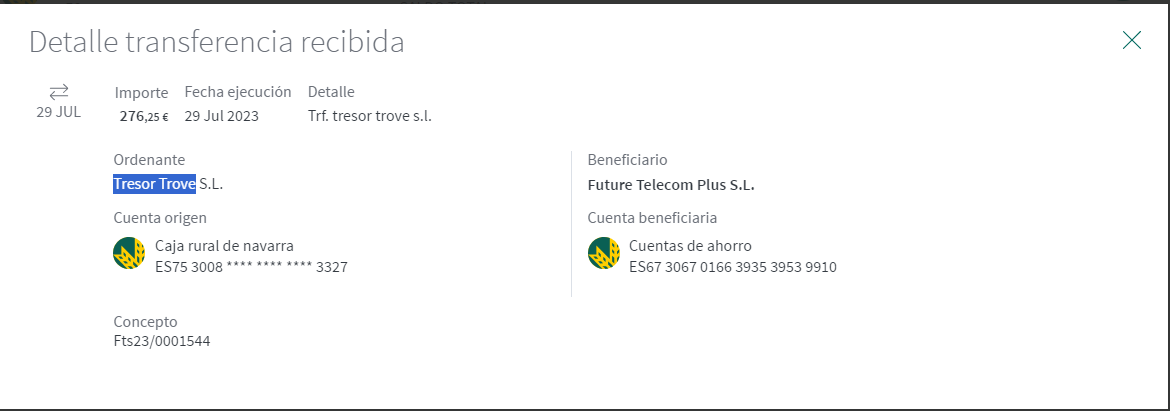 Detalle transferencia recibida
29 JUL
Importe
276,25 €
Fecha ejecución
29 Jul 2023
Detalle
Trf. tresor trove s.l.
Ordenante
Tresor Trove S.L.
Cuenta origen
Caja rural de navarra
ES75 3008 **** **** **** 3327
Beneficiario
Future Telecom Plus S.L.
Cuenta beneficiaria
Cuentas de ahorro
ES67 3067 0166 3935 3953 9910
Concepto
Fts23/0001544